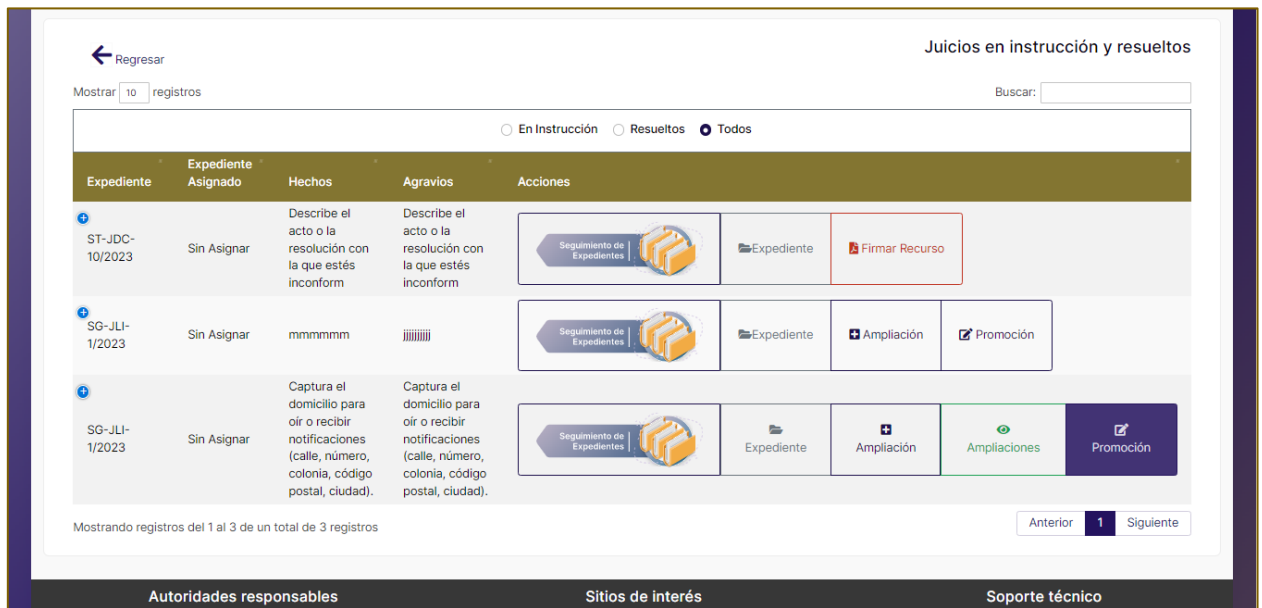 Regresar
Juicios en instrucción y resueltos
Mostrar 10 registros
Buscar:
En Instrucción Resueltos Todos
Expediente
Expediente
Asignado
Hechos
Agravios
Acciones
ST-JDC-
10/2023
Sin Asignar
Describe el
acto o la
resolución con
la que estés
inconform
Describe el
acto o la
resolución con
la que estés
inconform
Seguimiento de
Expedientes
Expediente
Firmar Recurso
SG-JLI-
1/2023
Sin Asignar
mmmmmm
jjjjjjjjjj
Seguimiento de
Expedientes
Expediente
Ampliación
Promoción
SG-JLI-
1/2023
Sin Asignar
Captura el
domicilio para
oír o recibir
notificaciones
(calle, número,
colonia, código
postal, ciudad).
Captura el
domicilio para
oír o recibir
notificaciones
(calle, número,
colonia, código
postal, ciudad).
Seguimiento de
Expedientes
Expediente
Ampliación
Ampliaciones
Promoción
Mostrando registros del 1 al 3 de un total de 3 registros
Anterior 1 Siguiente
Autoridades responsables
Sitios de interés
Soporte técnico